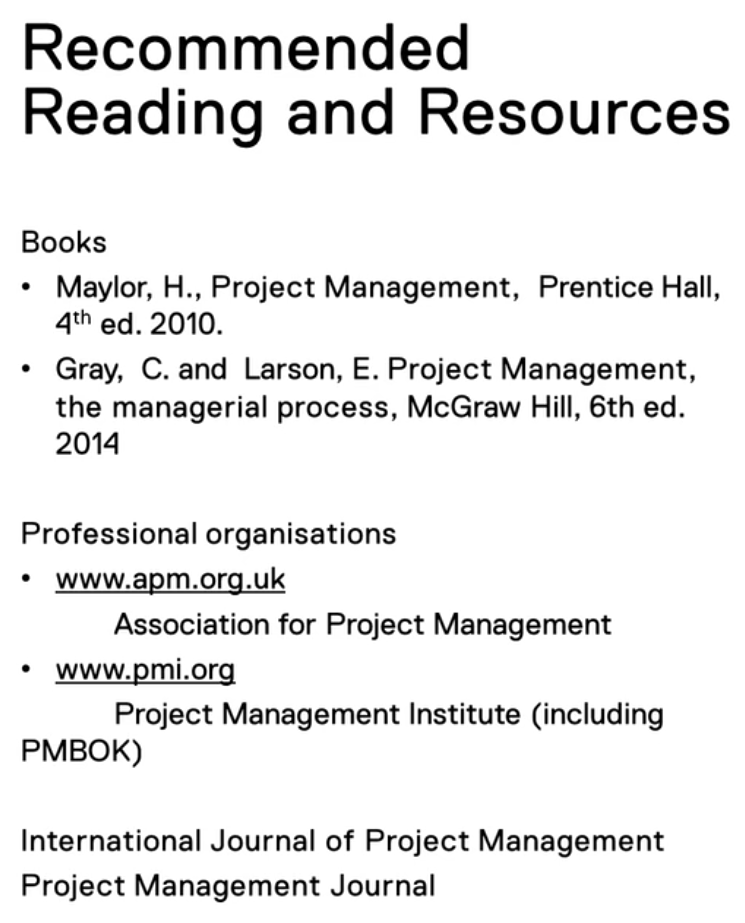 Recommended
Reading and Resources
Books
• Maylor, H., Project Management,  Prentice Hall,
4th ed. 2010.
• Gray,  C. and  Larson, E. Project Management,
the managerial process, McGraw Hill, 6th ed.
2014
Professional organisations
• www.apm.org.uk
Association for Project Management
• www.pmi.org
Project Management Institute (including
PMBOK)
International Journal of Project Management
Project Management Journal